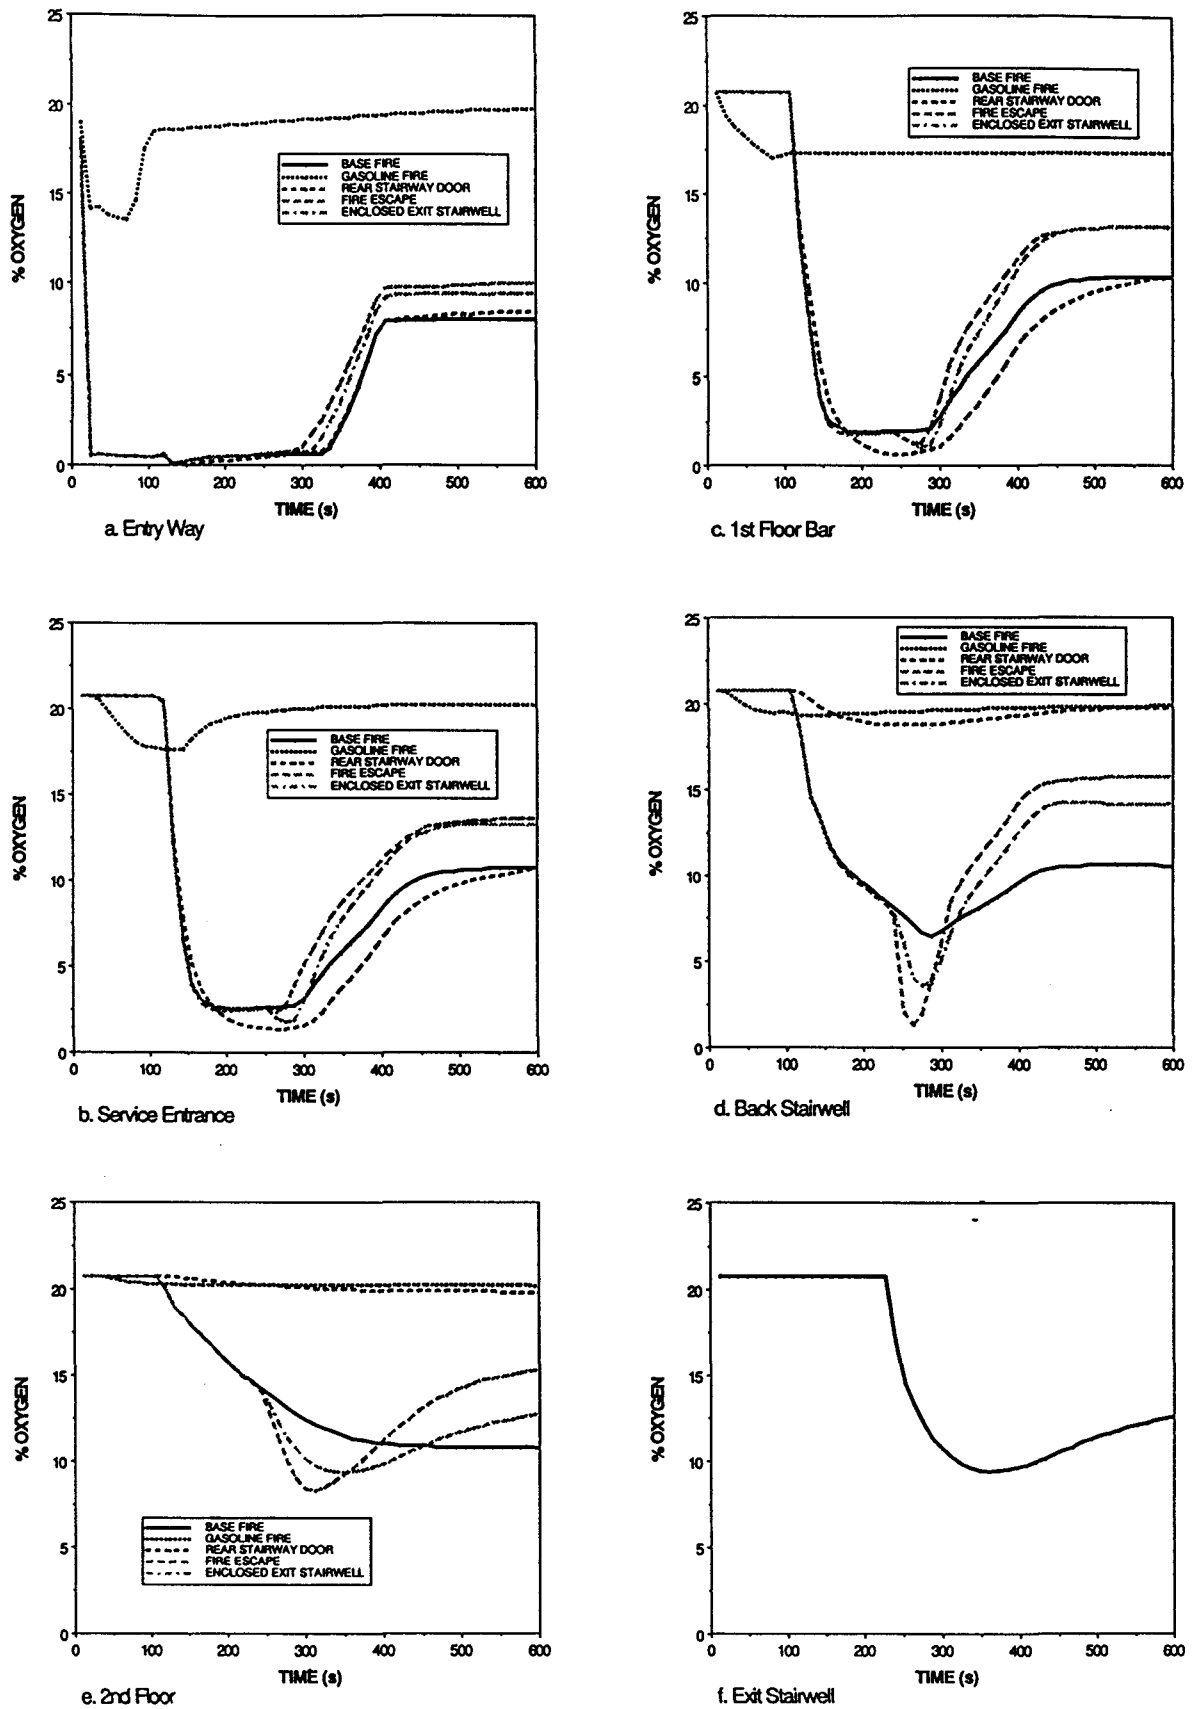 25
20
15
10
5
0
% OXYGEN
BASE FIRE
GASOLINE FIRE
REAR STAIRWAY DOOR
FIRE ESCAPE
ENCLOSED EXIT STAIRWELL
0 100 200 300 400 500 600
TIME (s)
a. Entry Way
25
20
15
10
5
0
% OXYGEN
BASE FIRE
GASOLINE FIRE
REAR STAIRWAY DOOR
FIRE ESCAPE
ENCLOSED EXIT STAIRWELL
0 100 200 300 400 500 600
TIME (s)
c. 1st Floor Bar
25
20
15
10
5
0
% OXYGEN
BASE FIRE
GASOLINE FIRE
REAR STAIRWAY DOOR
FIRE ESCAPE
ENCLOSED EXIT STAIRWELL
0 100 200 300 400 500 600
TIME (s)
b. Service Entrance
25
20
15
10
5
0
% OXYGEN
BASE FIRE
GASOLINE FIRE
REAR STAIRWAY DOOR
FIRE ESCAPE
ENCLOSED EXIT STAIRWELL
0 100 200 300 400 500 600
TIME (s)
d. Back Stairwell
25
20
15
10
5
0
% OXYGEN
BASE FIRE
GASOLINE FIRE
REAR STAIRWAY DOOR
FIRE ESCAPE
ENCLOSED EXIT STAIRWELL
0 100 200 300 400 500 600
TIME (s)
e. 2nd Floor
25
20
15
10
5
0
% OXYGEN
0 100 200 300 400 500 600
TIME (s)
f. Exit Stairwell